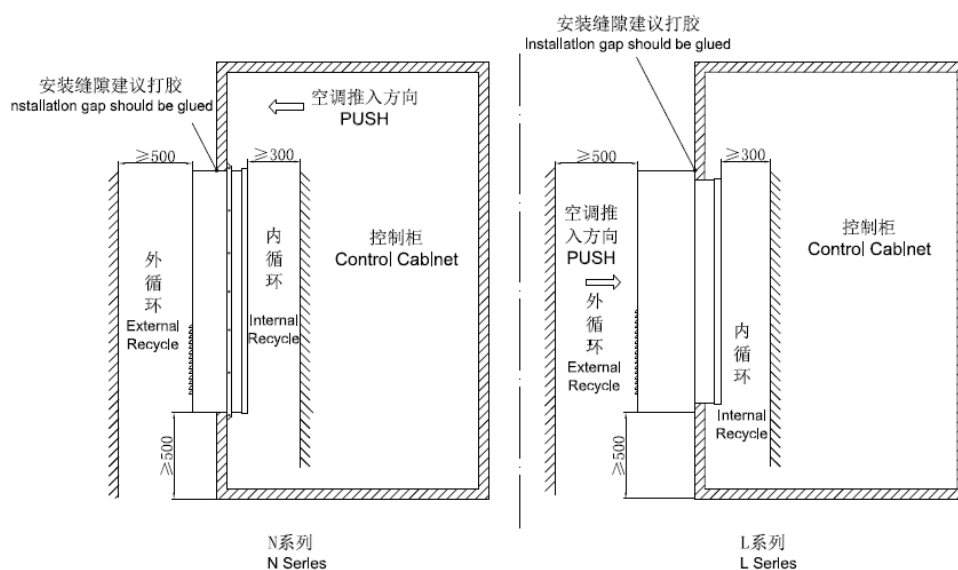 安装缝隙建议打胶
nstallation gap should be glued
空调推入方向
PUSH
≥500
≥300
外循环
External
Recycle
内循环
Internal
Recycle
控制柜
Control Cabinet
≥500
N系列
N Series
安装缝隙建议打胶
Installation gap should be glued
≥500
≥300
空调推
入方向
PUSH
外循环
External
Recycle
内循环
Internal
Recycle
控制柜
Control Cabinet
≥500
L系列
L Series